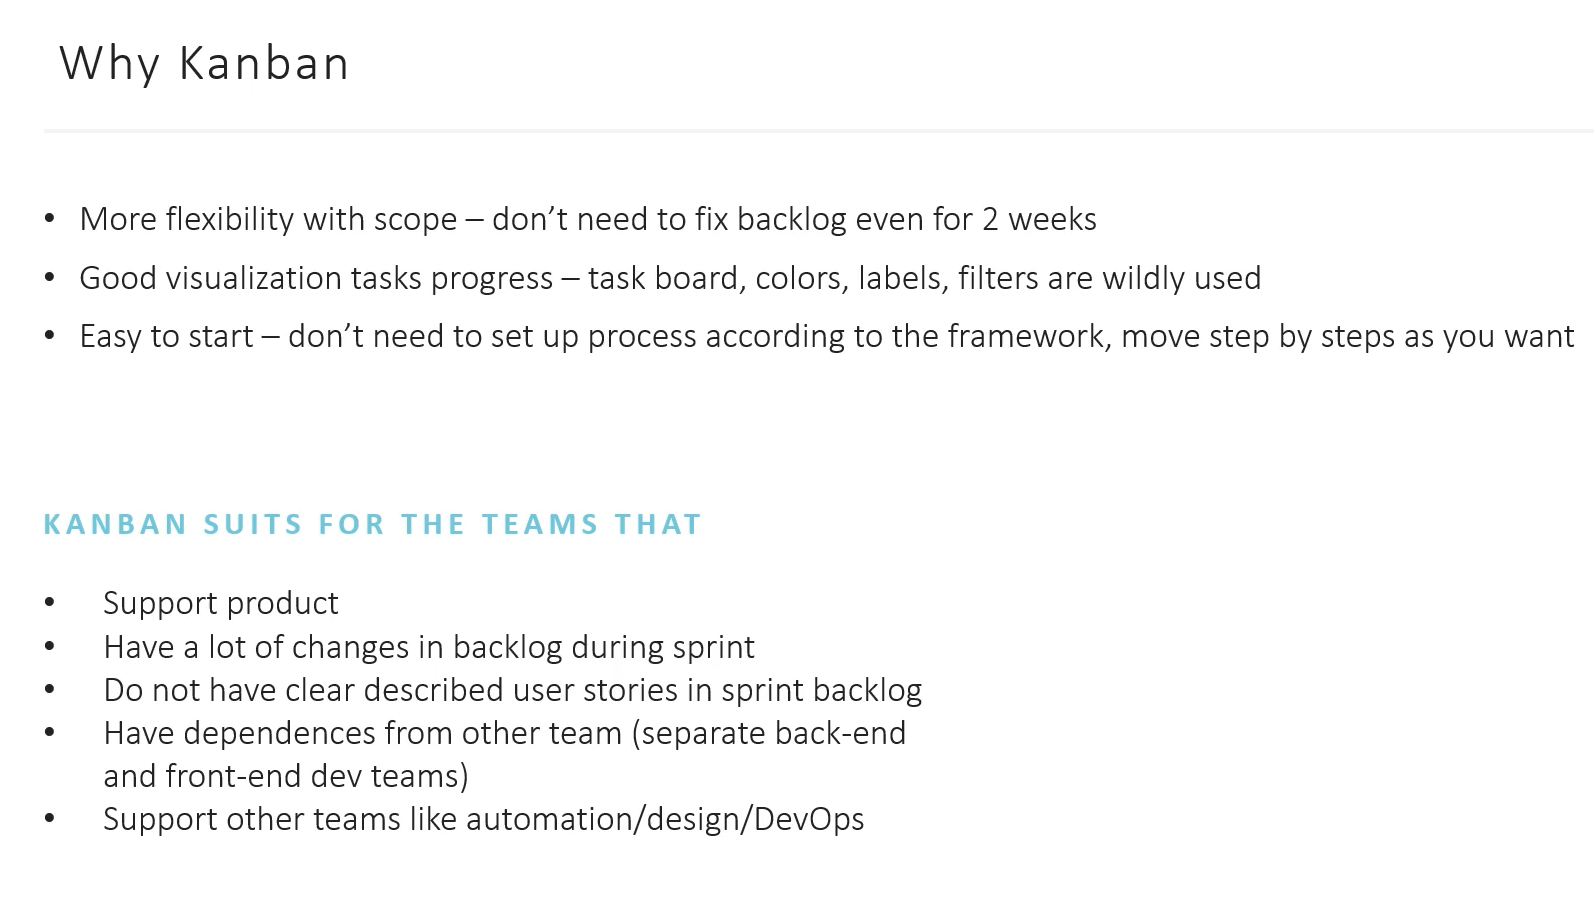 Why Kanban
• More flexibility with scope – don’t need to fix backlog even for 2 weeks
• Good visualization tasks progress – task board, colors, labels, filters are wildly used
• Easy to start – don’t need to set up process according to the framework, move step by steps as you want
KANBAN SUITS FOR THE TEAMS THAT
• Support product
• Have a lot of changes in backlog during sprint
• Do not have clear described user stories in sprint backlog
• Have dependences from other team (separate back-end
and front-end dev teams)
• Support other teams like automation/design/DevOps